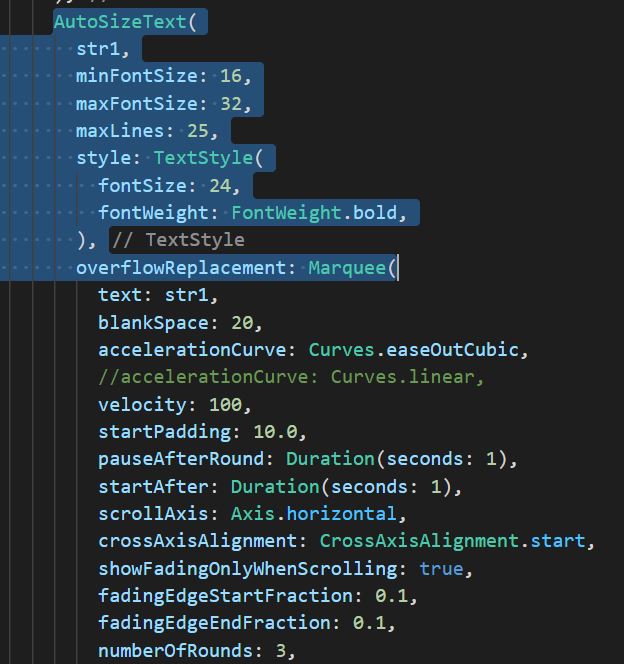 AutoSizeText(
str1,
minFontSize: 16,
maxFontSize: 32,
maxLines: 25,
style: TextStyle(
fontSize: 24,
fontWeight: FontWeight.bold,
), // TextStyle
overflowReplacement: Marquee(
text: str1,
blankSpace: 20,
accelerationCurve: Curves.easeOutCubic,
//accelerationCurve: Curves.linear,
velocity: 100,
startPadding: 10.0,
pauseAfterRound: Duration(seconds: 1),
startAfter: Duration(seconds: 1),
scrollAxis: Axis.horizontal,
crossAxisAlignment: CrossAxisAlignment.start,
showFadingOnlyWhenScrolling: true,
fadingEdgeStartFraction: 0.1,
fadingEdgeEndFraction: 0.1,
numberOfRounds: 3,